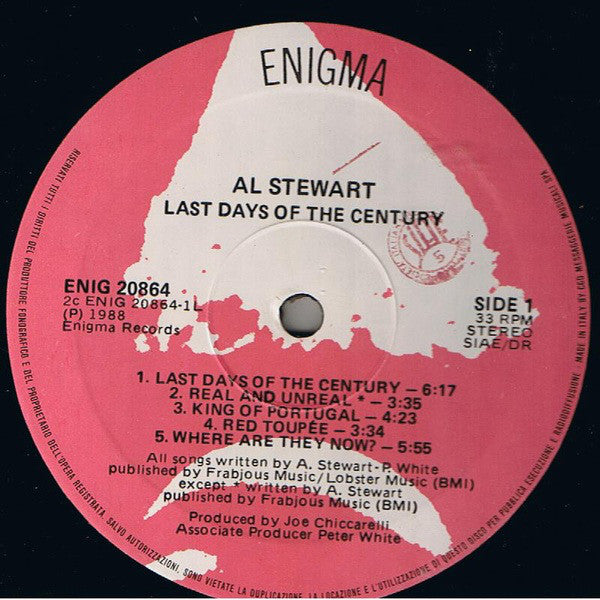 ENIGMA
AL STEWART
LAST DAYS OF THE CENTURY
ENIG 20864
2c ENIG 20864-1L
(P) 1988
Enigma Records
SIDE 1
33 RPM
STEREO
SIAE/DR
1. LAST DAYS OF THE CENTURY – 6:17
2. REAL AND UNREAL * – 3:35
3. KING OF PORTUGAL – 4:23
4. RED TOUPÉE – 3:34
5. WHERE ARE THEY NOW? – 5:55
All songs written by A. Stewart-P. White
published by Frabjous Music/Lobster Music (BMI)
except * written by A. Stewart
published by Frabjous Music (BMI)
Produced by Joe Chiccarelli
Associate Producer Peter White
RISERVATI TUTTI I DIRITTI DEL PRODUTTORE FONOGRAFICO E DEL PROPRIETARIO DELL'OPERA REGISTRATA. SALVO AUTORIZZAZIONI, SONO VIETATE LA DUPLICAZIONE, LA LOCAZIONE E L'UTILIZZAZIONE DI QUESTO DISCO PER PUBBLICA ESECUZIONE E RADIODIFFUSIONE - MADE IN ITALY BY CGD MESSAGGERIE MUSICALI SPA